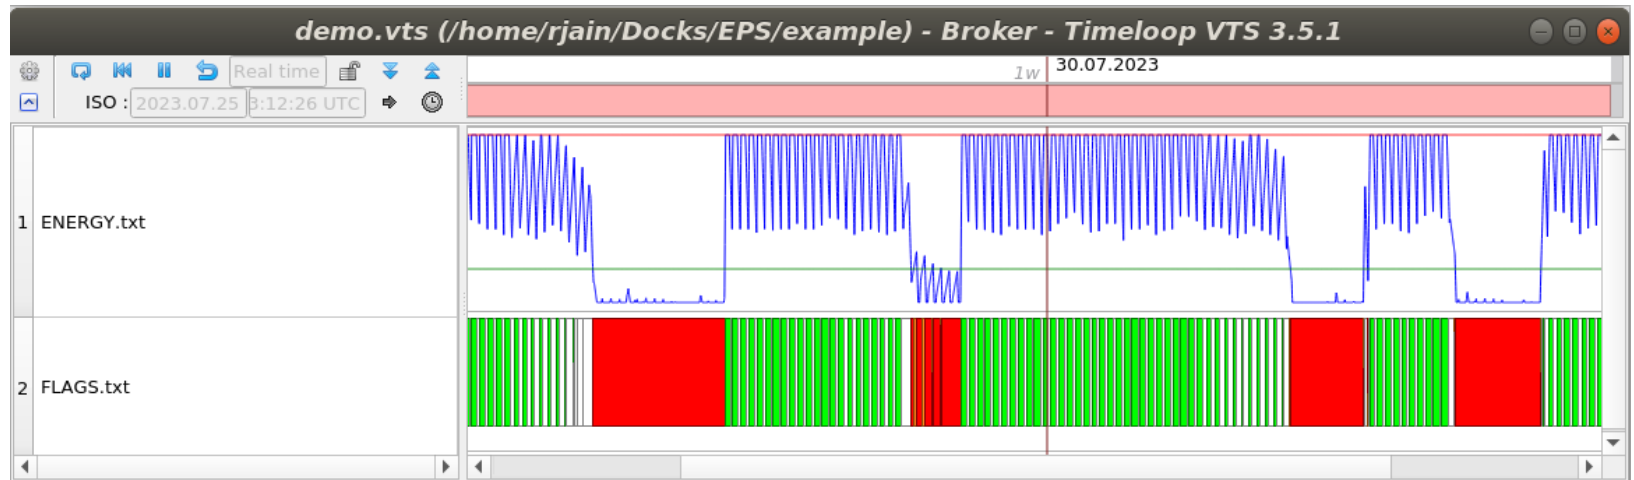 demo.vts (/home/rjain/Docks/EPS/example) - Broker - Timeloop VTS 3.5.1
Real time
1w
30.07.2023
ISO :
2023.07.25
3:12:26 UTC
1
ENERGY.txt
2
FLAGS.txt